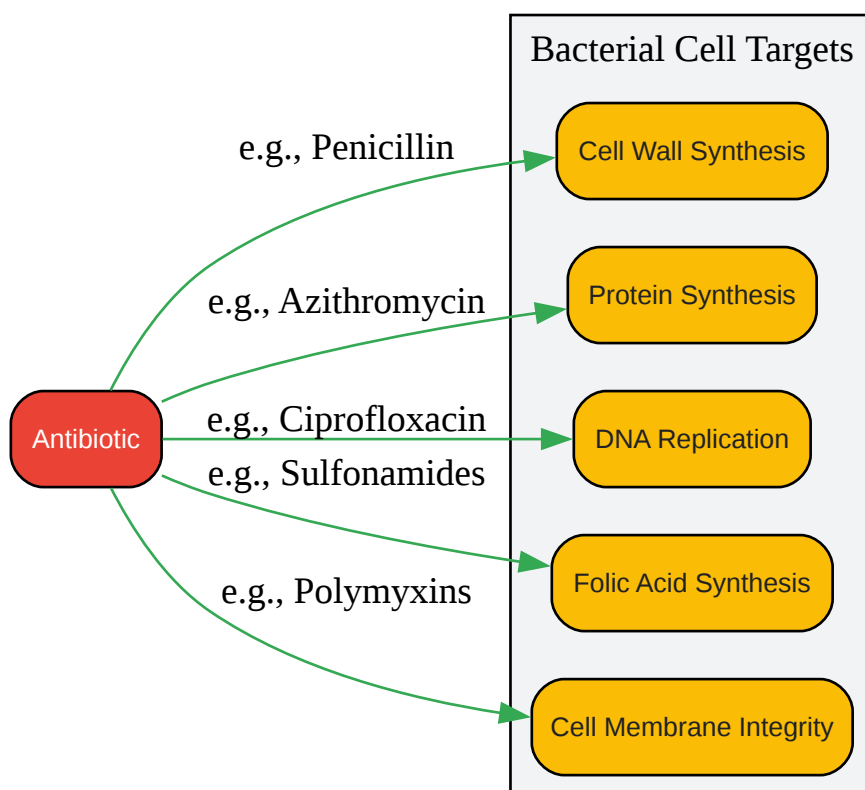 Bacterial Cell Targets
e.g., Penicillin
Cell Wall Synthesis
e.g., Azithromycin
Protein Synthesis
Antibiotic
e.g., Ciprofloxacin
DNA Replication
e.g., Sulfonamides
Folic Acid Synthesis
e.g., Polymyxins
Cell Membrane Integrity